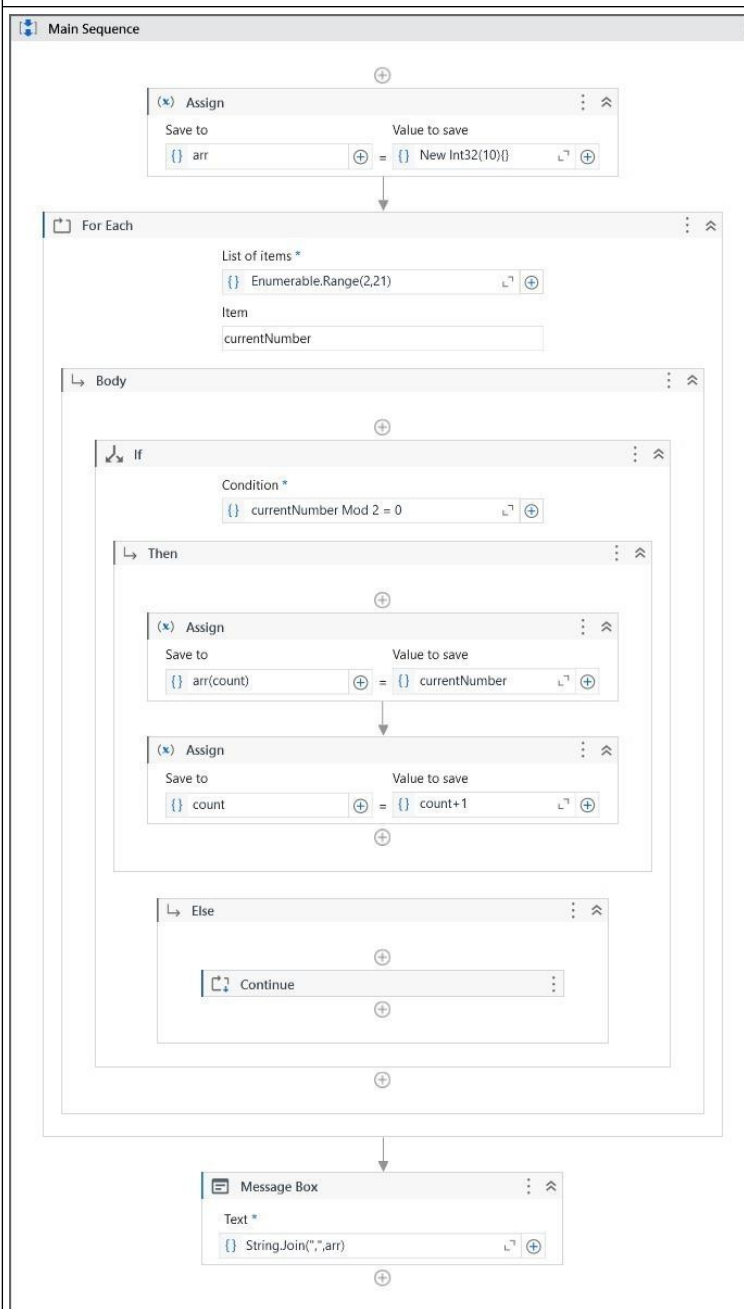 Main Sequence
Assign
Save to Value to save
arr = New Int32(10){}
For Each
List of items *
Enumerable.Range(2,21)
Item
currentNumber
Body
If
Condition *
currentNumber Mod 2 = 0
Then
Assign
Save to Value to save
arr(count) = currentNumber
Assign
Save to Value to save
count = count+1
Else
Continue
Message Box
Text *
String.Join(",",arr)